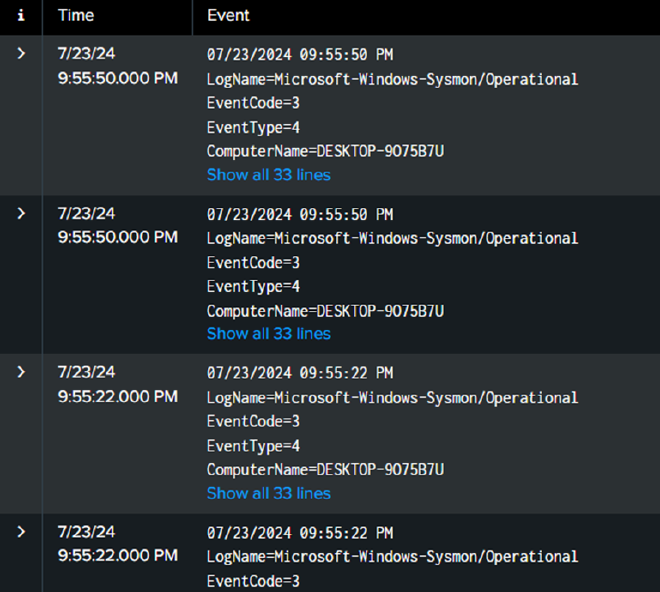 i Time Event
7/23/24
9:55:50.000 PM
07/23/2024 09:55:50 PM
LogName=Microsoft-Windows-Sysmon/Operational
EventCode=3
EventType=4
ComputerName=DESKTOP-9O75B7U
Show all 33 lines
7/23/24
9:55:50.000 PM
07/23/2024 09:55:50 PM
LogName=Microsoft-Windows-Sysmon/Operational
EventCode=3
EventType=4
ComputerName=DESKTOP-9O75B7U
Show all 33 lines
7/23/24
9:55:22.000 PM
07/23/2024 09:55:22 PM
LogName=Microsoft-Windows-Sysmon/Operational
EventCode=3
EventType=4
ComputerName=DESKTOP-9O75B7U
Show all 33 lines
7/23/24
9:55:22.000 PM
07/23/2024 09:55:22 PM
LogName=Microsoft-Windows-Sysmon/Operational
EventCode=3